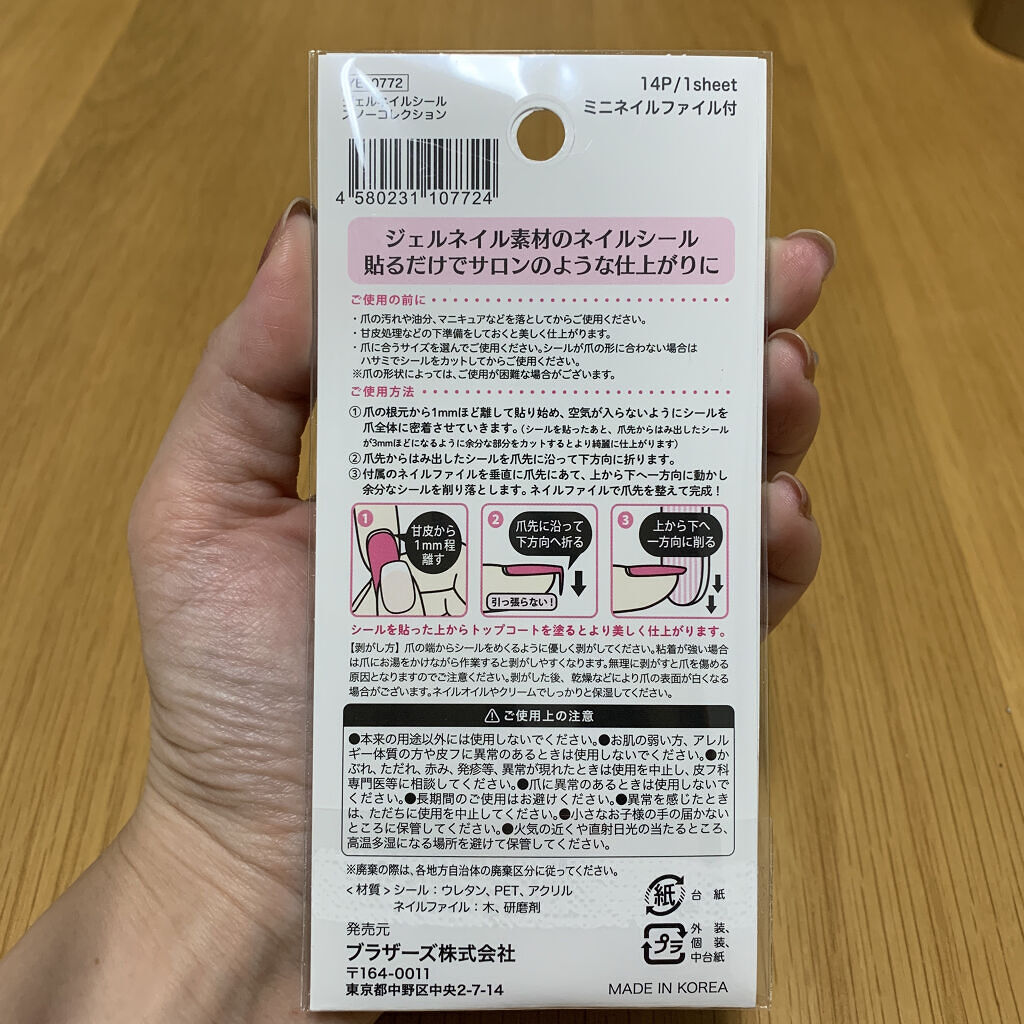 0772
14P/1sheet
ジェルネイルシール
スノーコレクション
ミニネイルファイル付
4 580231 107724
ジェルネイル素材のネイルシール
貼るだけでサロンのような仕上がりに
ご使用の前に
・爪の汚れや油分、マニキュアなどを落としてからご使用ください。
・甘皮処理などの下準備をしておくと美しく仕上がります。
・爪に合うサイズを選んでご使用ください。シールが爪の形に合わない場合は
ハサミでシールをカットしてからご使用ください。
※爪の形状によっては、ご使用が困難な場合がございます。
ご使用方法
①爪の根元から1mmほど離して貼り始め、空気が入らないようにシールを
爪全体に密着させていきます。(シールを貼ったあと、爪先からはみ出したシール
が3mmほどになるように余分な部分をカットするとより綺麗に仕上がります)
②爪先からはみ出したシールを爪先に沿って下方向に折ります。
③付属のネイルファイルを垂直に爪先にあて、上から下へ一方向に動かし
余分なシールを削り落とします。ネイルファイルで爪先を整えて完成！
1
甘皮から
1mm程
離す
2
爪先に沿って
下方向へ折る
引っ張らない！
3
上から下へ
一方向に削る
シールを貼った上からトップコートを塗るとより美しく仕上がります。
【剥がし方】爪の端からシールをめくるように優しく剥がしてください。粘着が強い場合
は爪にお湯をかけながら作業すると剥がしやすくなります。無理に剥がすと爪を傷める
原因となりますのでご注意ください。剥がした後、乾燥などにより爪の表面が白くなる
場合がございます。ネイルオイルやクリームでしっかりと保湿してください。
⚠ご使用上の注意
●本来の用途以外には使用しないでください。●お肌の弱い方、アレル
ギー体質の方や皮フに異常のあるときは使用しないでください。●か
ぶれ、ただれ、赤み、発疹等、異常が現れたときは使用を中止し、皮フ科
専門医等に相談してください。●爪に異常のあるときは使用しないで
ください。●長期間のご使用はお避けください。●異常を感じたとき
は、ただちに使用を中止してください。●小さなお子様の手の届かない
ところに保管してください。●火気の近くや直射日光の当たるところ、
高温多湿になる場所を避けて保管してください。
※廃棄の際は、各地方自治体の廃棄区分に従ってください。
<材質>シール：ウレタン、PET、アクリル
ネイルファイル：木、研磨剤
紙 台紙
発売元
ブラザーズ株式会社
〒164-0011
東京都中野区中央2-7-14
プラ
外装、
個装、
中台紙
MADE IN KOREA